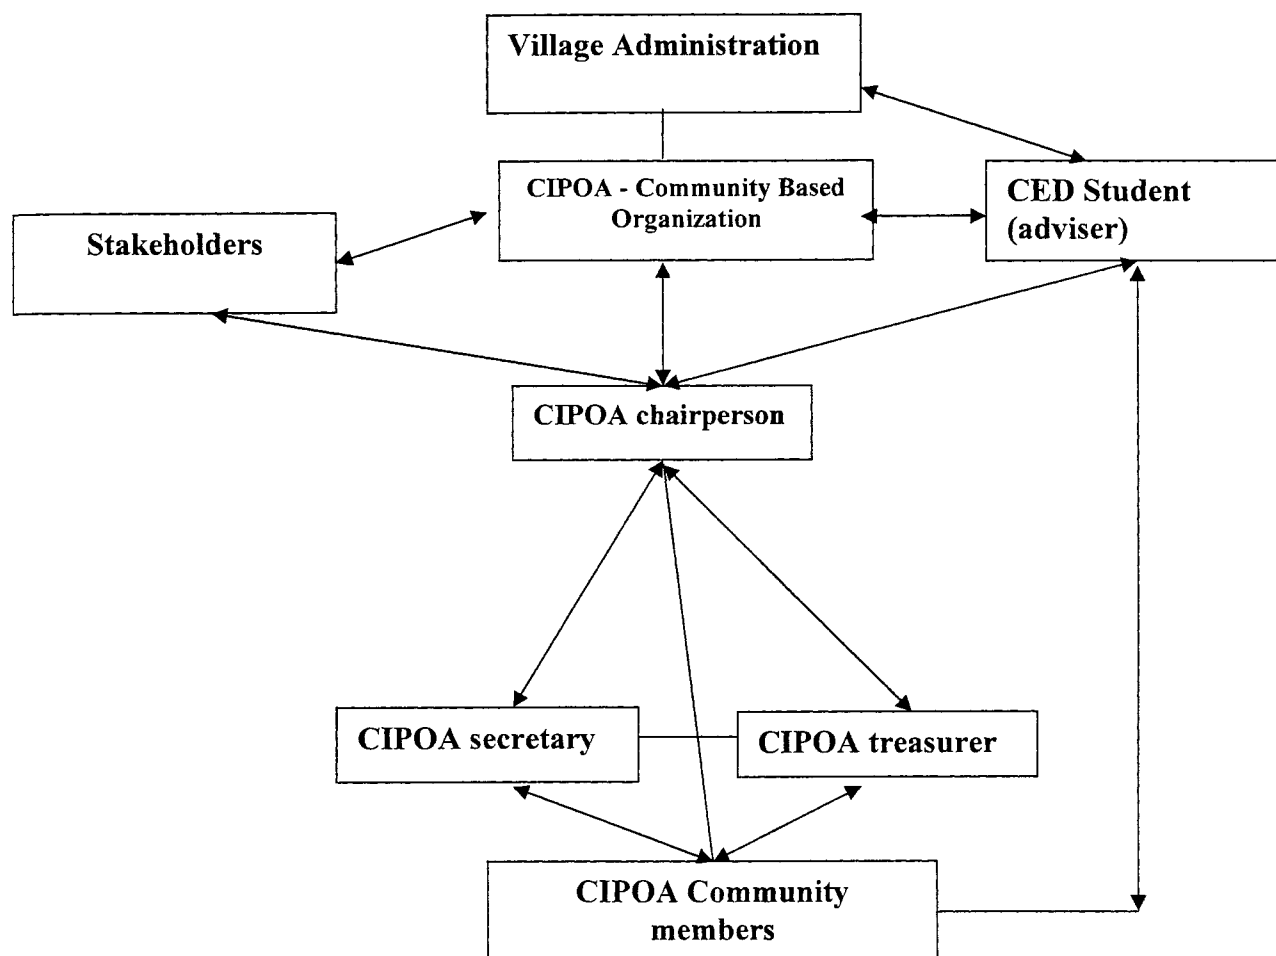 Village Administration
CIPOA - Community Based
Organization
CED Student
(adviser)
Stakeholders
CIPOA chairperson
CIPOA secretary
CIPOA treasurer
CIPOA Community
members